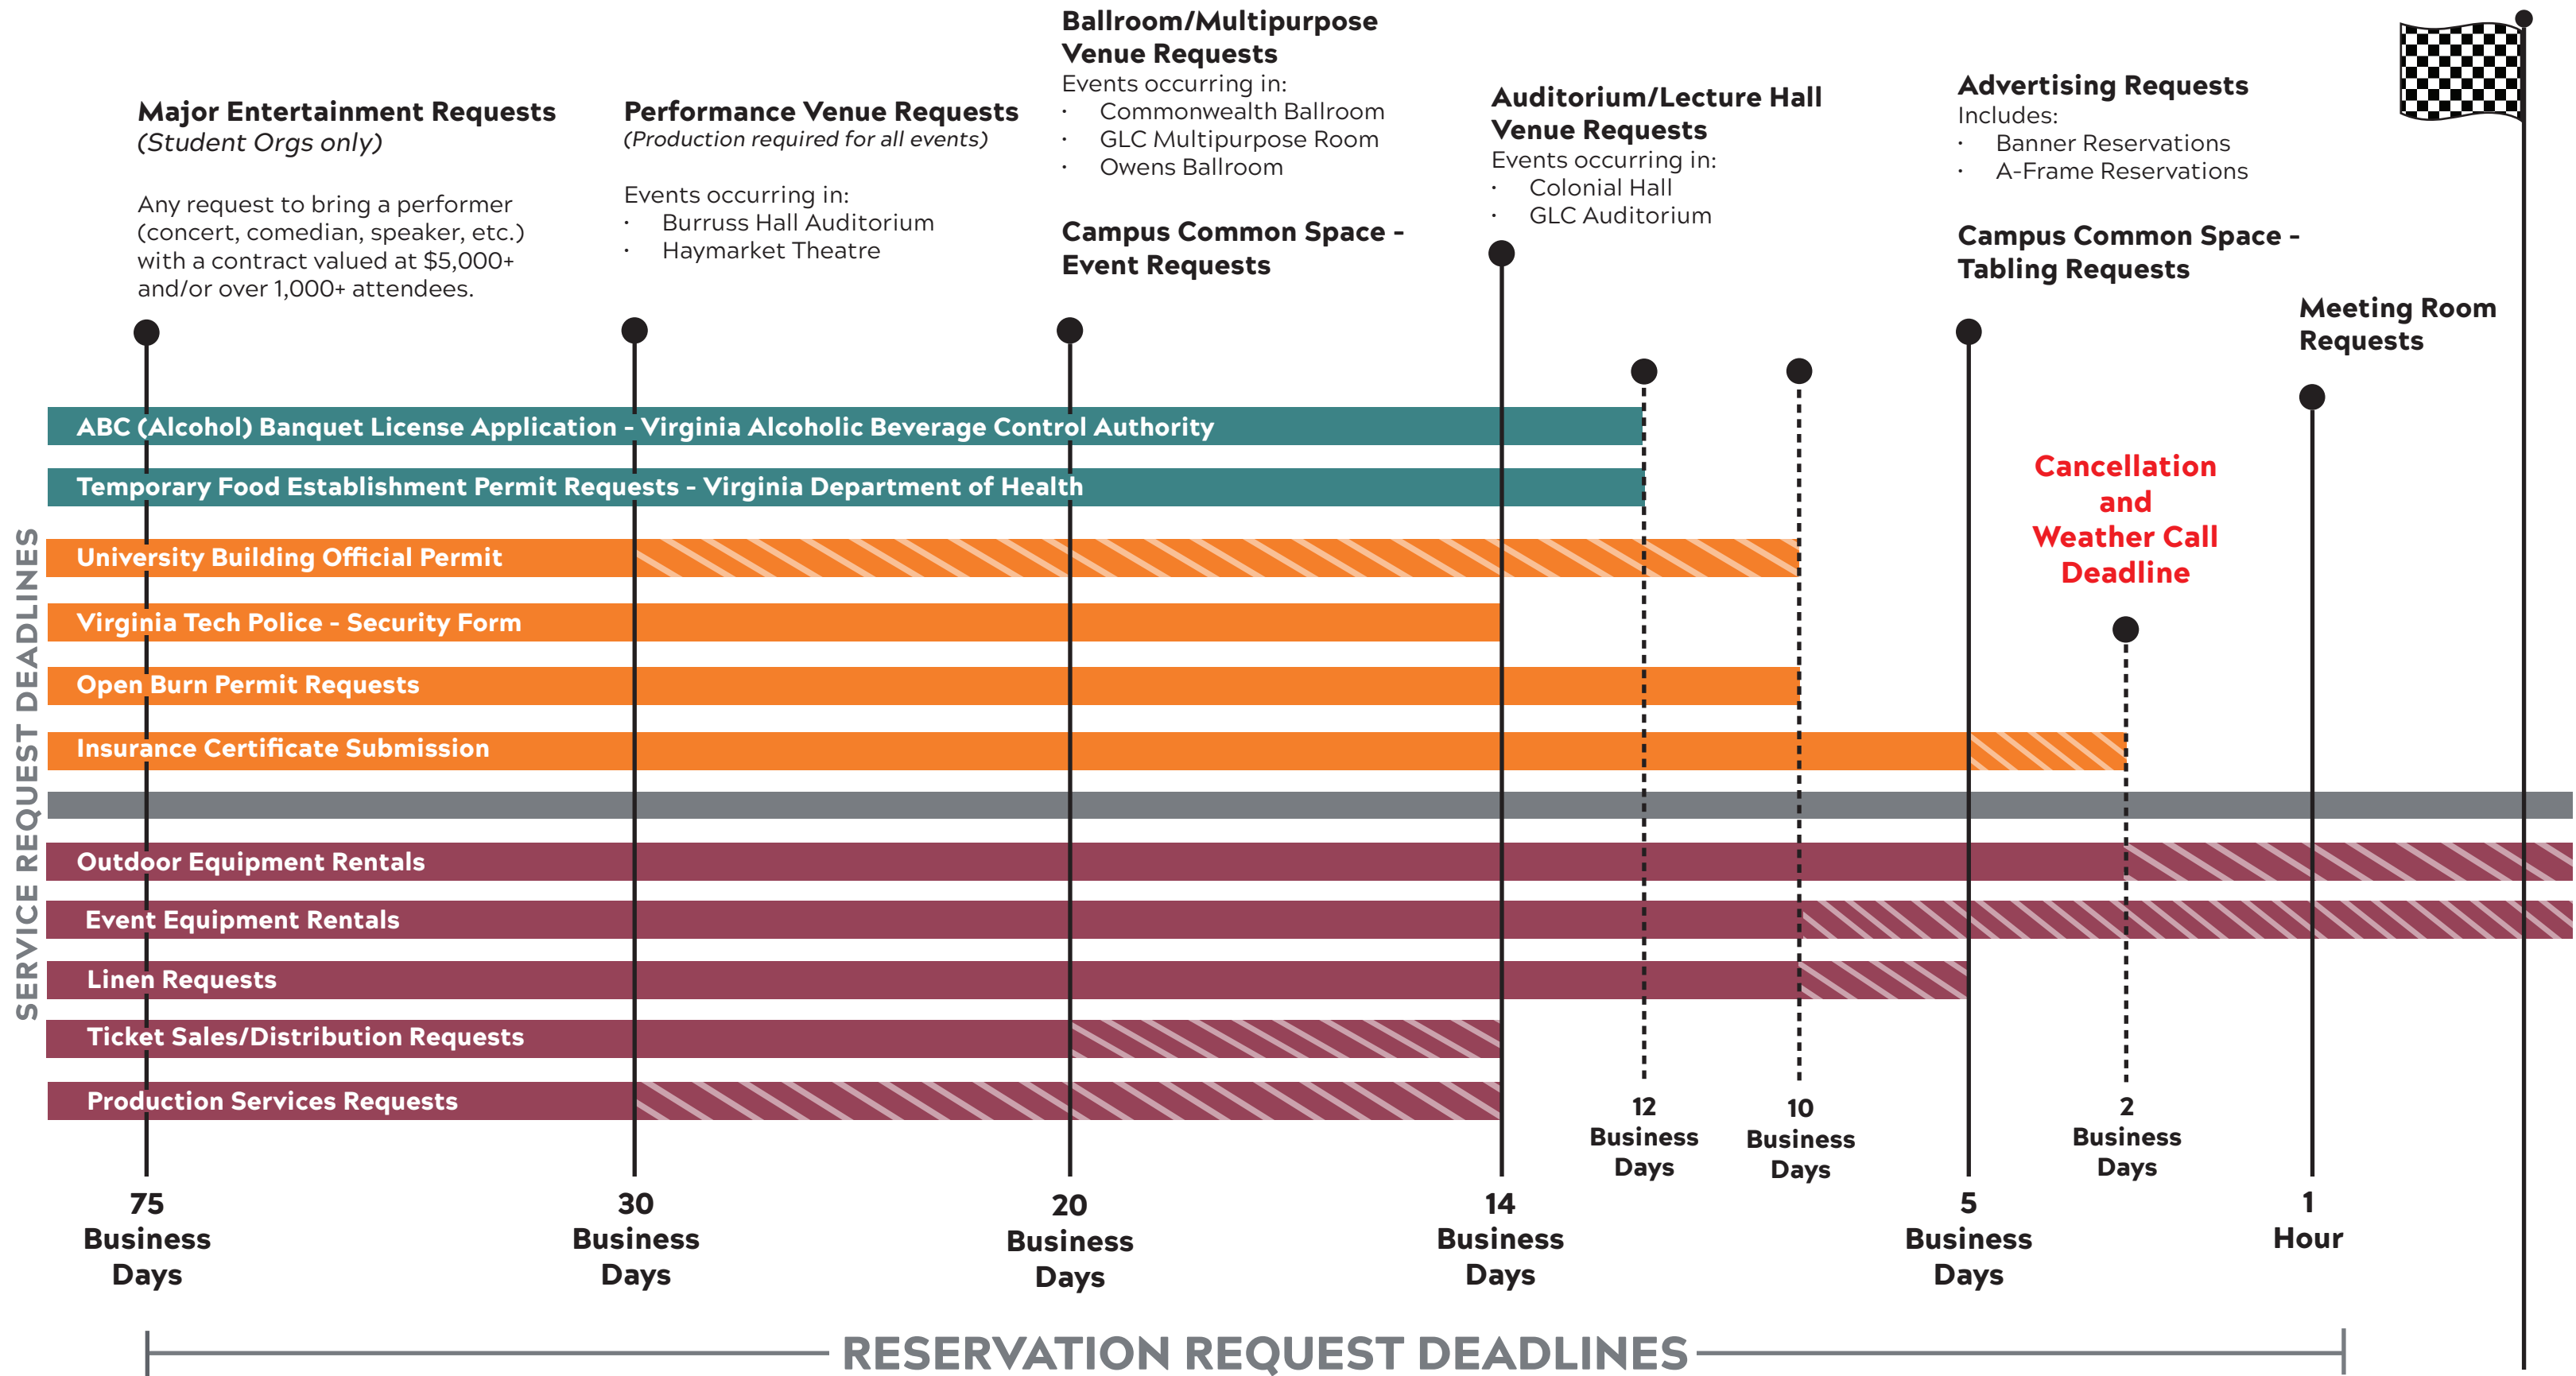 Major Entertainment Requests
(Student Orgs only)
Any request to bring a performer
(concert, comedian, speaker, etc.)
with a contract valued at $5,000+
and/or over 1,000+ attendees.
Performance Venue Requests
(Production required for all events)
Events occurring in:
· Burruss Hall Auditorium
· Haymarket Theatre
Ballroom/Multipurpose
Venue Requests
Events occurring in:
· Commonwealth Ballroom
· GLC Multipurpose Room
· Owens Ballroom
Campus Common Space -
Event Requests
Auditorium/Lecture Hall
Venue Requests
Events occurring in:
· Colonial Hall
· GLC Auditorium
Advertising Requests
Includes:
· Banner Reservations
· A-Frame Reservations
Campus Common Space -
Tabling Requests
Meeting Room
Requests
Cancellation
and
Weather Call
Deadline
SERVICE REQUEST DEADLINES
ABC (Alcohol) Banquet License Application - Virginia Alcoholic Beverage Control Authority
Temporary Food Establishment Permit Requests - Virginia Department of Health
University Building Official Permit
Virginia Tech Police - Security Form
Open Burn Permit Requests
Insurance Certificate Submission
Outdoor Equipment Rentals
Event Equipment Rentals
Linen Requests
Ticket Sales/Distribution Requests
Production Services Requests
75
Business
Days
30
Business
Days
20
Business
Days
14
Business
Days
12
Business
Days
10
Business
Days
5
Business
Days
2
Business
Days
1
Hour
RESERVATION REQUEST DEADLINES